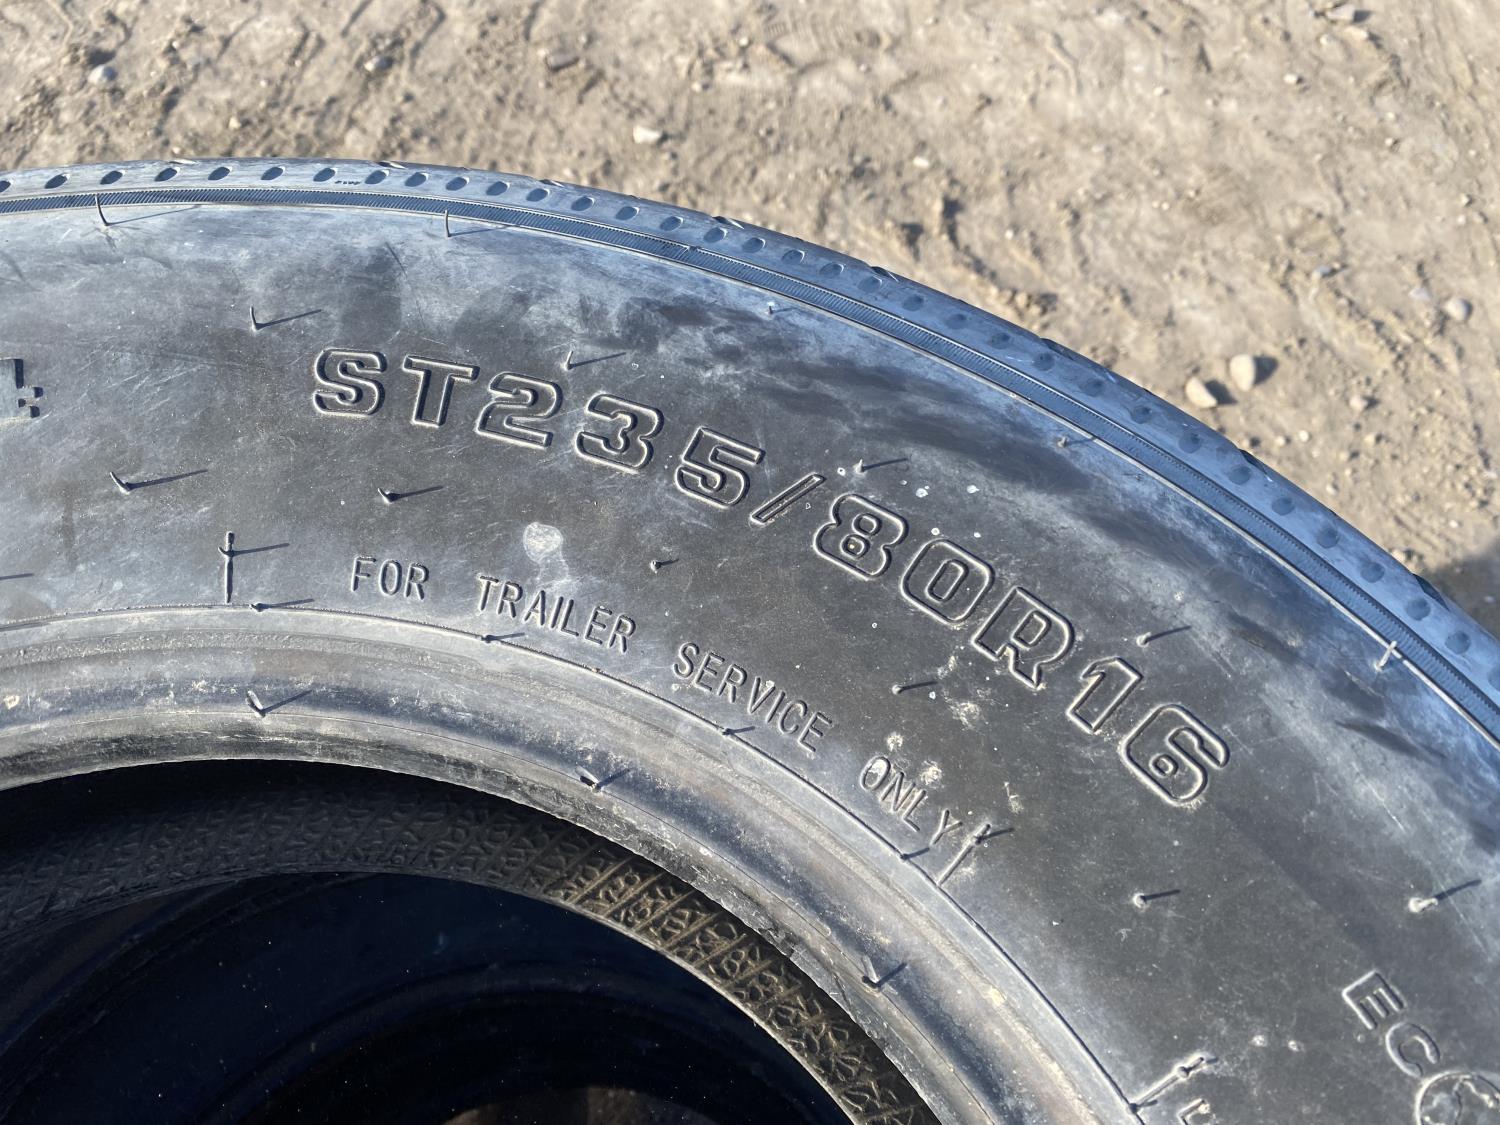 ST235/80R16
FOR TRAILER SERVICE ONLY